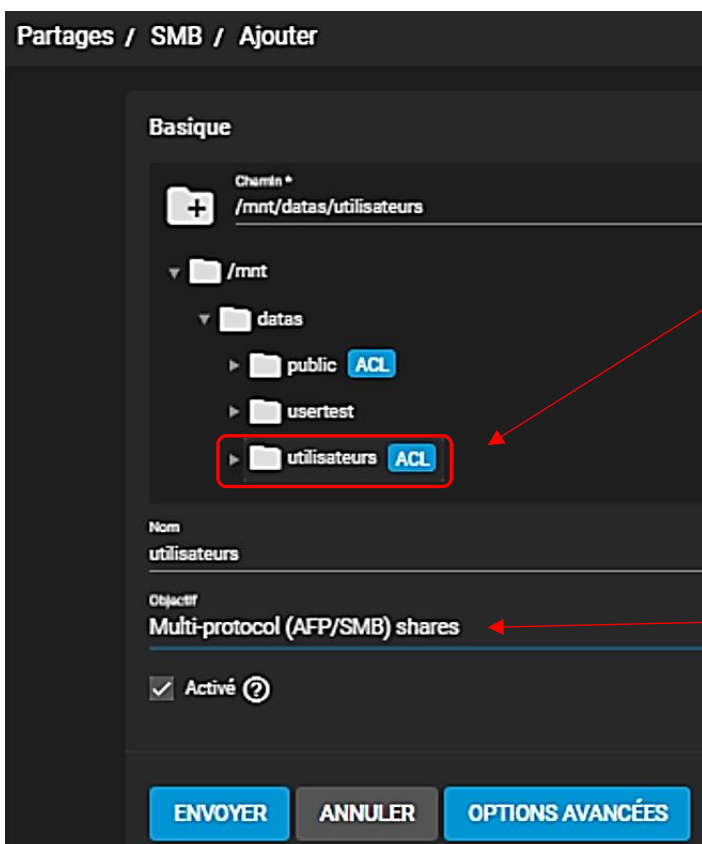 Partages / SMB / Ajouter
Basique
Chemin *
/mnt/datas/utilisateurs
/mnt
datas
public ACL
usertest
utilisateurs ACL
Nom
utilisateurs
Objectif
Multi-protocol (AFP/SMB) shares
Activé ?
ENVOYER ANNULER OPTIONS AVANCÉES